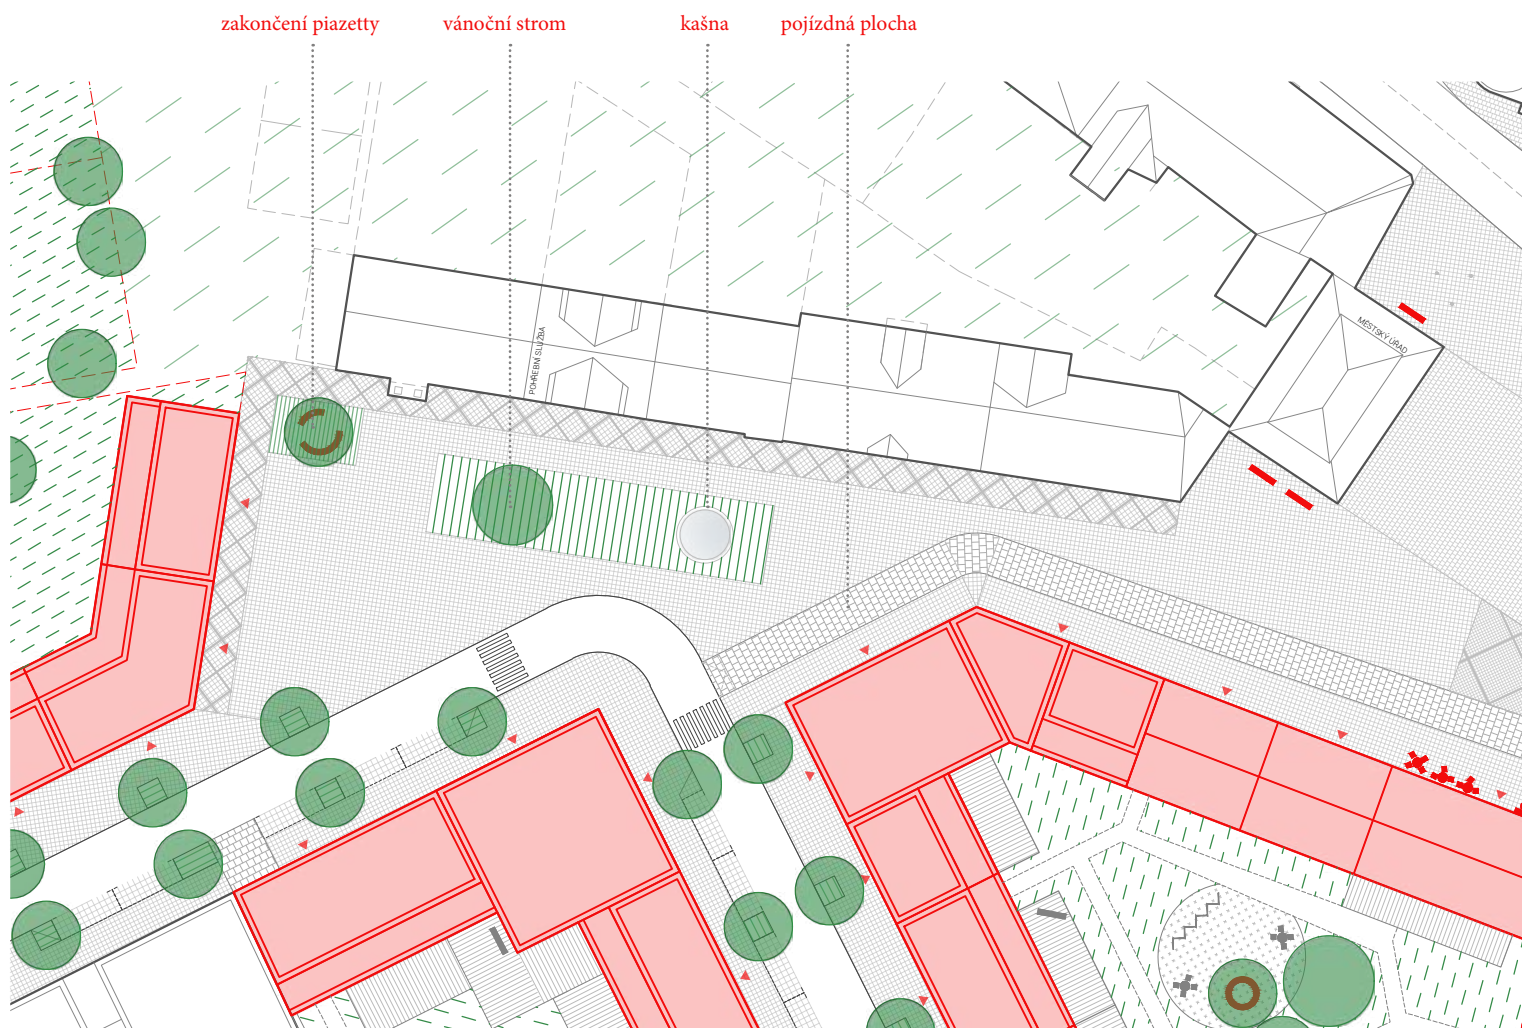 zakončení piazetty
vánoční strom
kašna
pojízdná plocha
POHŘEBNÍ SLUŽBA
MĚSTSKÝ ÚŘAD